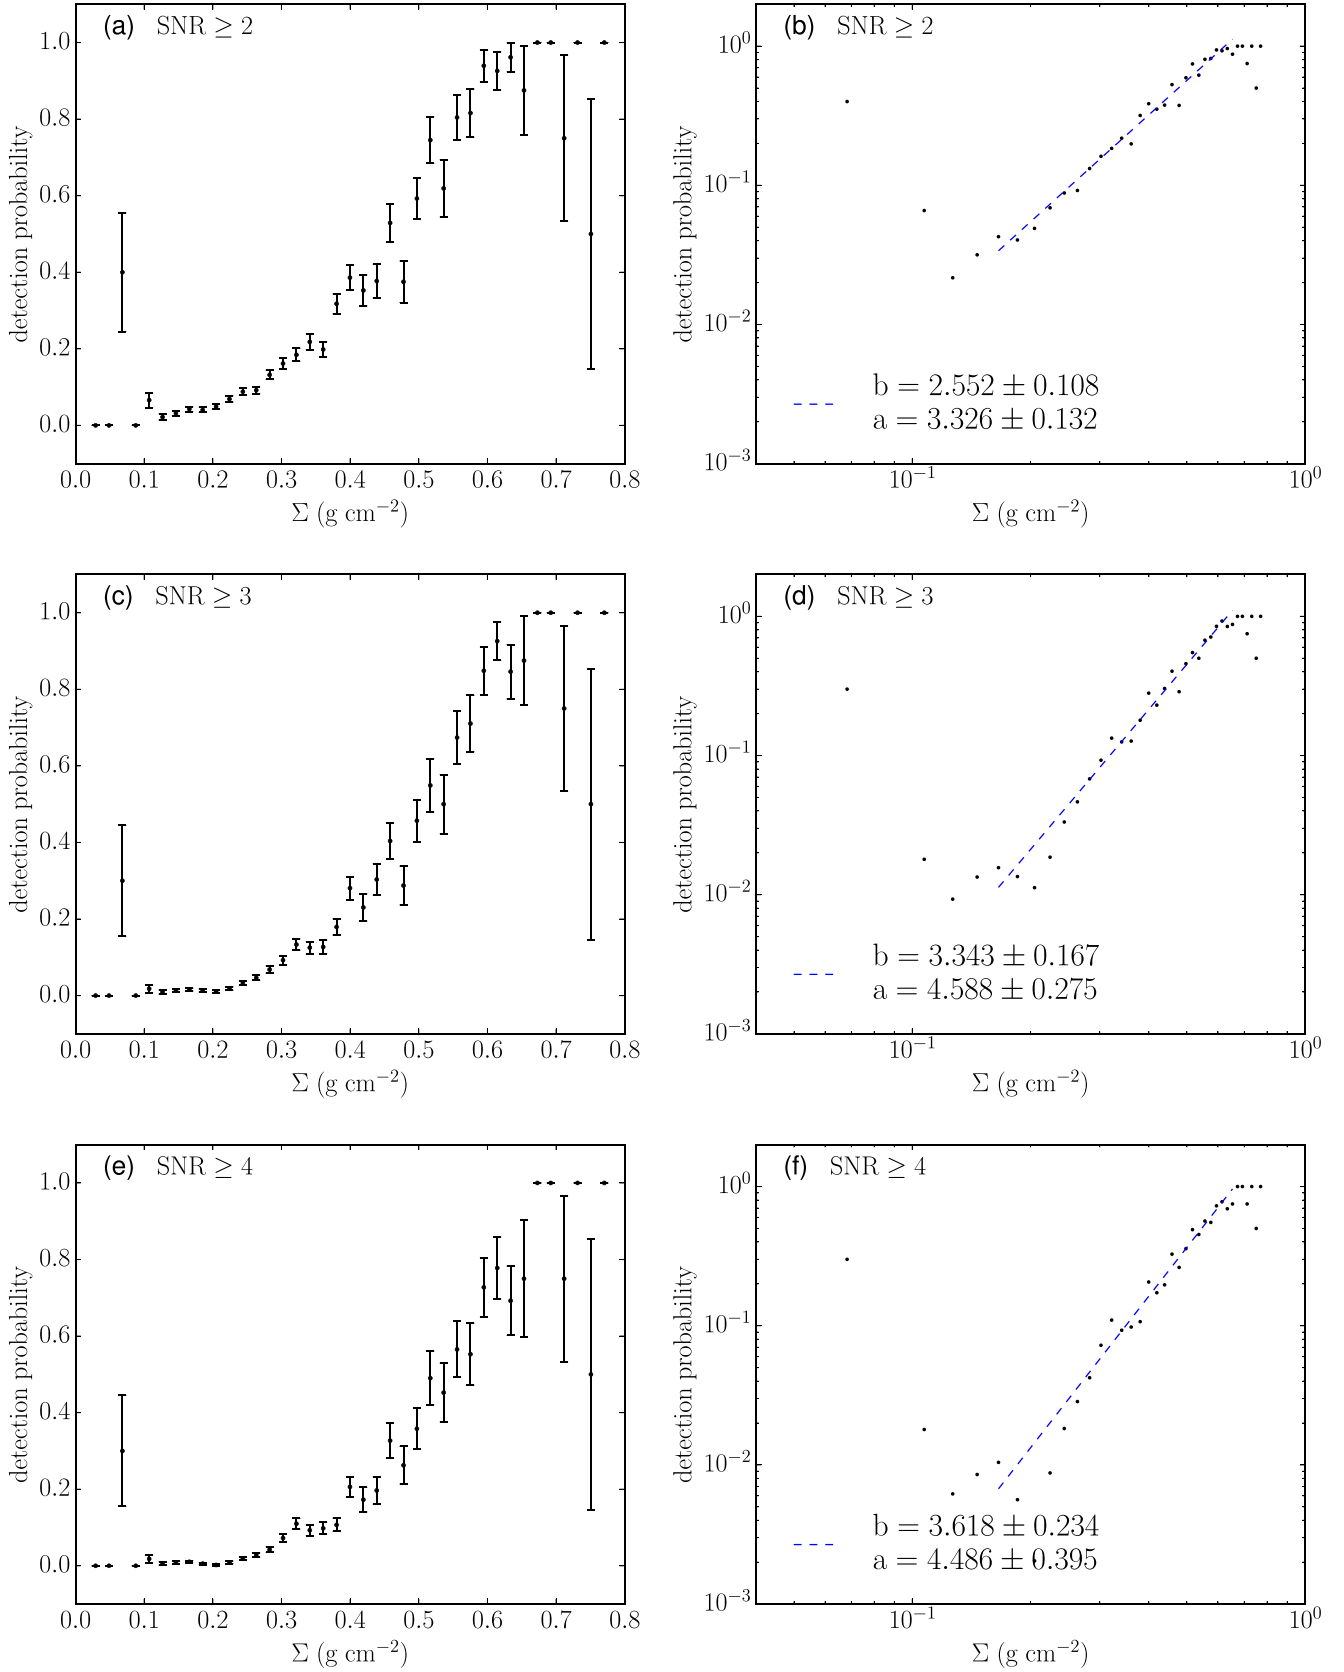 (a) SNR ≥ 2
1.0
0.8
0.6
0.4
0.2
0.0
detection probability
0.0 0.1 0.2 0.3 0.4 0.5 0.6 0.7 0.8
Σ (g cm⁻²)
(b) SNR ≥ 2
10⁰
10⁻¹
10⁻²
10⁻³
detection probability
b = 2.552 ± 0.108
a = 3.326 ± 0.132
10⁻¹ 10⁰
Σ (g cm⁻²)
(c) SNR ≥ 3
1.0
0.8
0.6
0.4
0.2
0.0
detection probability
0.0 0.1 0.2 0.3 0.4 0.5 0.6 0.7 0.8
Σ (g cm⁻²)
(d) SNR ≥ 3
10⁰
10⁻¹
10⁻²
10⁻³
detection probability
b = 3.343 ± 0.167
a = 4.588 ± 0.275
10⁻¹ 10⁰
Σ (g cm⁻²)
(e) SNR ≥ 4
1.0
0.8
0.6
0.4
0.2
0.0
detection probability
0.0 0.1 0.2 0.3 0.4 0.5 0.6 0.7 0.8
Σ (g cm⁻²)
(f) SNR ≥ 4
10⁰
10⁻¹
10⁻²
10⁻³
detection probability
b = 3.618 ± 0.234
a = 4.486 ± 0.395
10⁻¹ 10⁰
Σ (g cm⁻²)